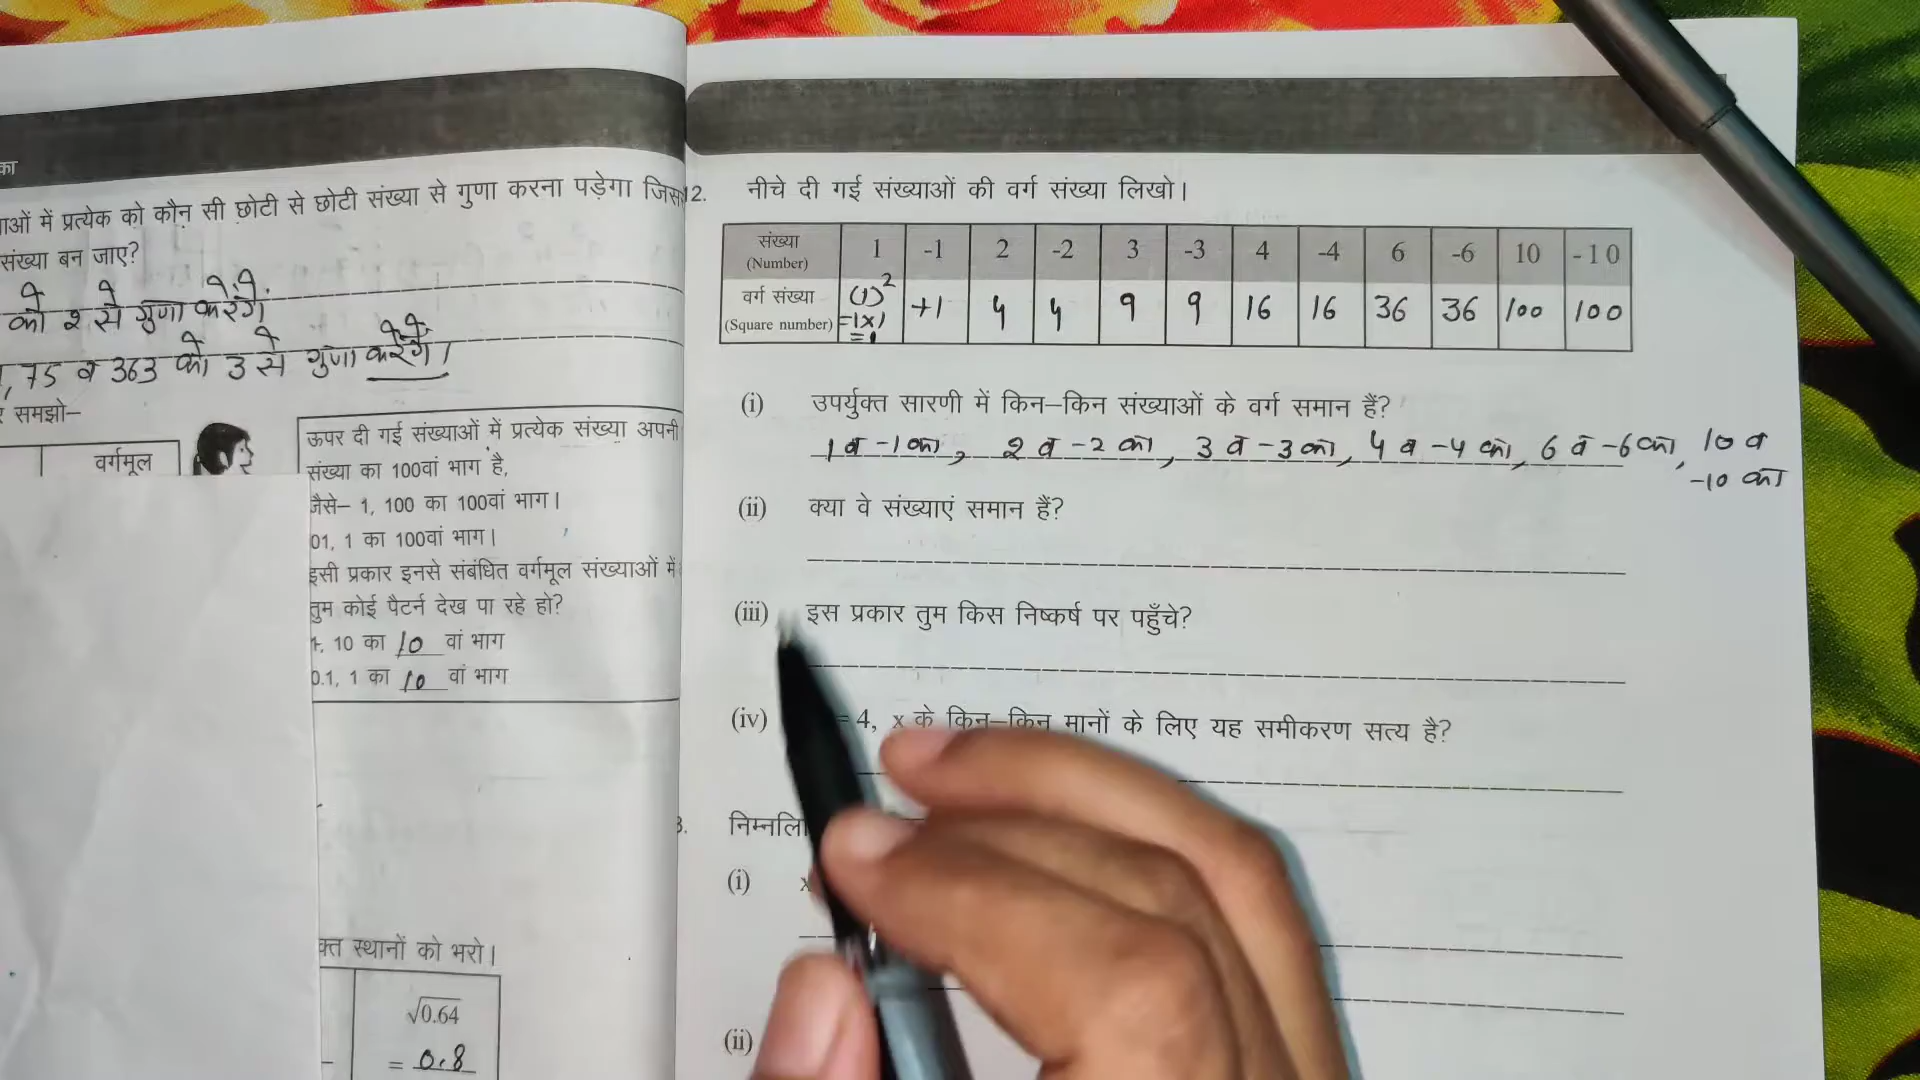 का
ाओं में प्रत्येक को कौन सी छोटी से छोटी संख्या से गुणा करना पड़ेगा जिस
संख्या बन जाए?
को 2 से गुणा करेंगे.
, 75 व 363 को 3 से गुणा करेंगे।
समझो–
वर्गमूल
ऊपर दी गई संख्याओं में प्रत्येक संख्या अपनी
संख्या का 100वां भाग है,
जैसे– 1, 100 का 100वां भाग।
01, 1 का 100वां भाग।
इसी प्रकार इनसे संबंधित वर्गमूल संख्याओं में
तुम कोई पैटर्न देख पा रहे हो?
1, 10 का 10 वां भाग
0.1, 1 का 10 वां भाग
क्त स्थानों को भरो।
√0.64
= 0.8
12. नीचे दी गई संख्याओं की वर्ग संख्या लिखो।
संख्या (Number) 1 -1 2 -2 3 -3 4 -4 6 -6 10 -10
वर्ग संख्या (Square number) (1)² =1×1 =1 +1 4 4 9 9 16 16 36 36 100 100
(i) उपर्युक्त सारणी में किन–किन संख्याओं के वर्ग समान हैं?
1 व -1 का, 2 व -2 का, 3 व -3 का, 4 व -4 का, 6 व -6 का, 10 व
-10 का
(ii) क्या वे संख्याएं समान हैं?
(iii) इस प्रकार तुम किस निष्कर्ष पर पहुँचे?
(iv) = 4, x के किन–किन मानों के लिए यह समीकरण सत्य है?
3. निम्नलि
(i) x
(ii)